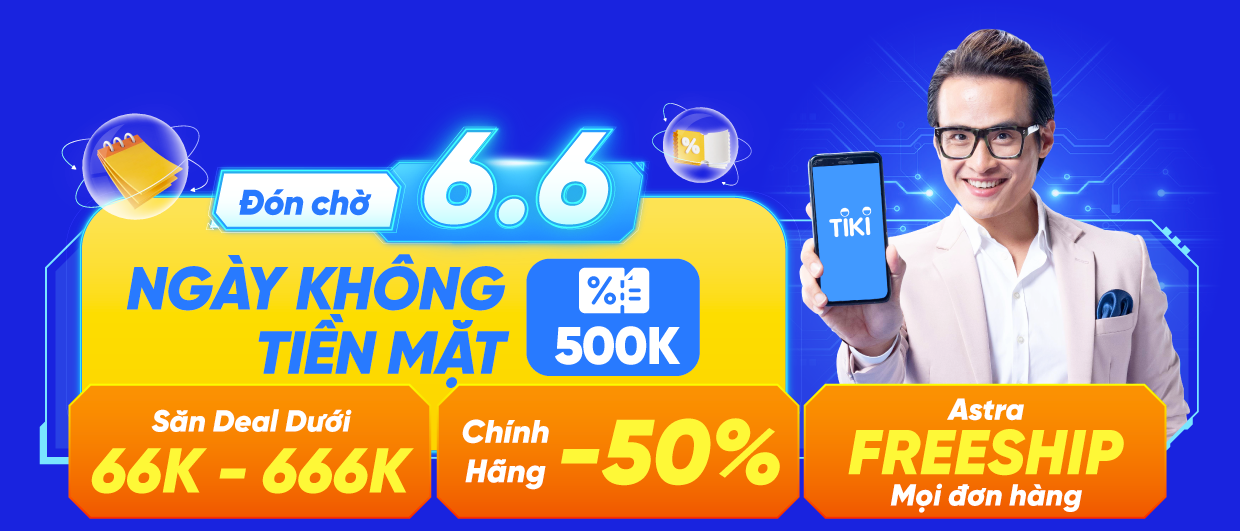 Đón chờ
6.6
NGÀY KHÔNG
TIỀN MẶT
%
500K
%
TIKI
Săn Deal Dưới
66K - 666K
Chính
Hãng
-50%
Astra
FREESHIP
Mọi đơn hàng